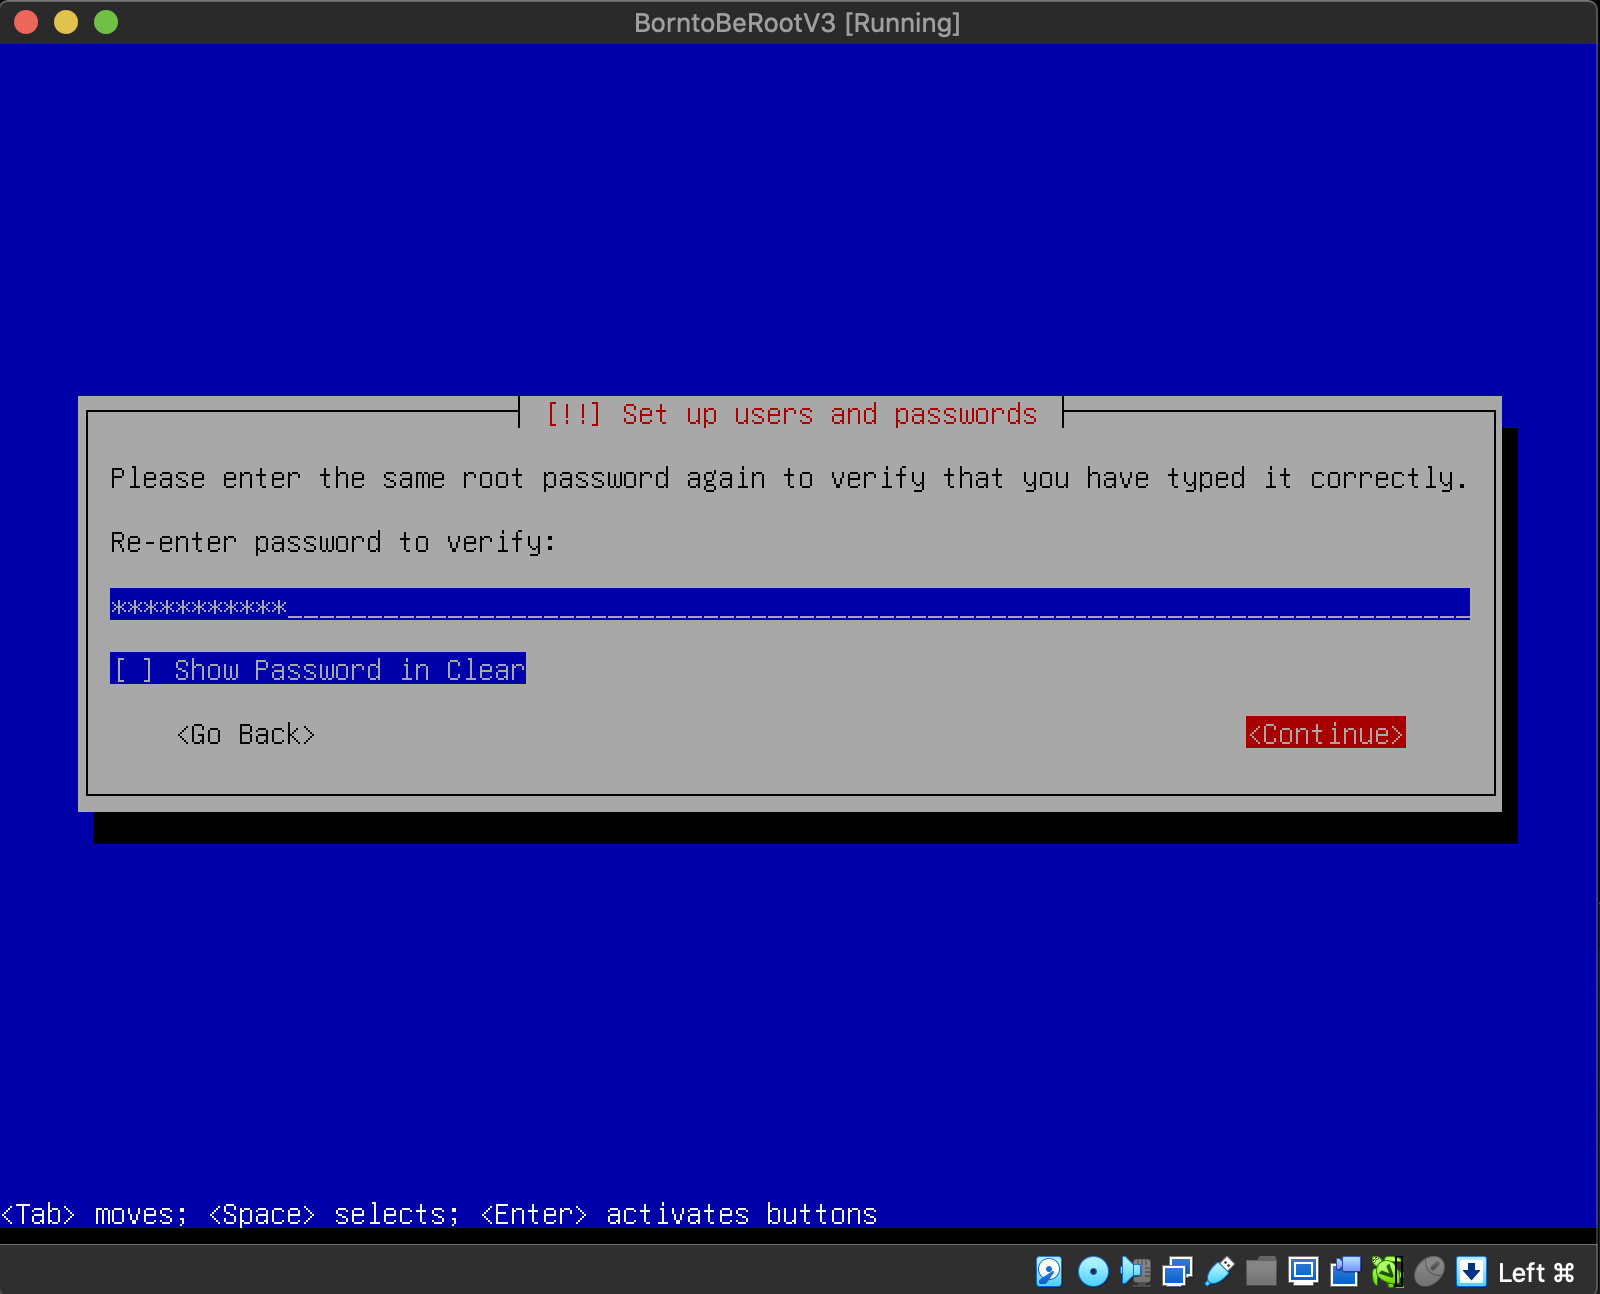 BorntoBeRootV3 [Running]
[!!] Set up users and passwords
Please enter the same root password again to verify that you have typed it correctly.
Re-enter password to verify:
***********
[ ] Show Password in Clear
<Go Back>
<Continue>
<Tab> moves; <Space> selects; <Enter> activates buttons
Left ⌘